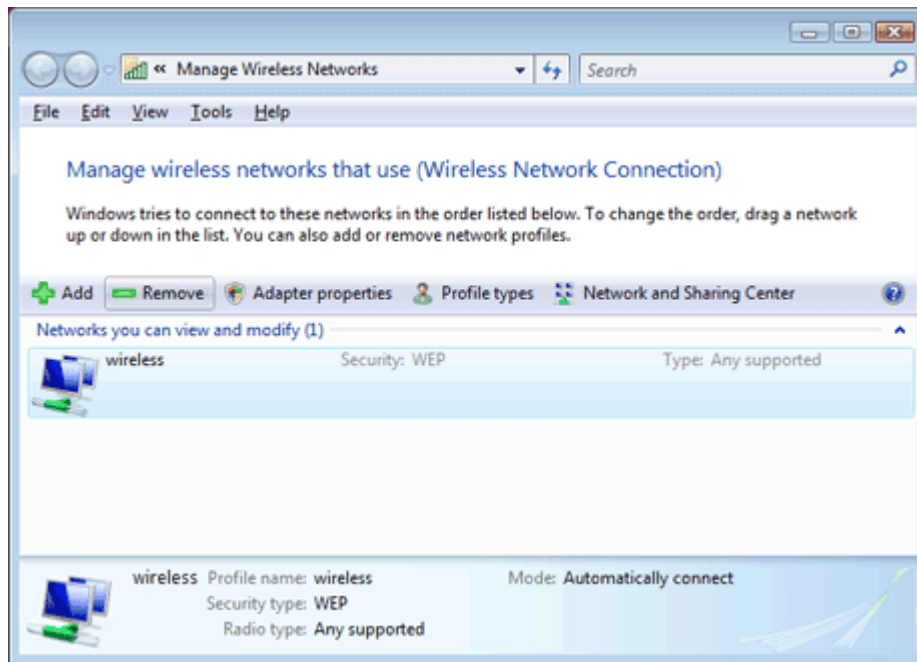 « Manage Wireless Networks Search
File Edit View Tools Help
Manage wireless networks that use (Wireless Network Connection)
Windows tries to connect to these networks in the order listed below. To change the order, drag a network
up or down in the list. You can also add or remove network profiles.
Add Remove Adapter properties Profile types Network and Sharing Center
Networks you can view and modify (1)
wireless Security: WEP Type: Any supported
wireless Profile name: wireless Mode: Automatically connect
Security type: WEP
Radio type: Any supported